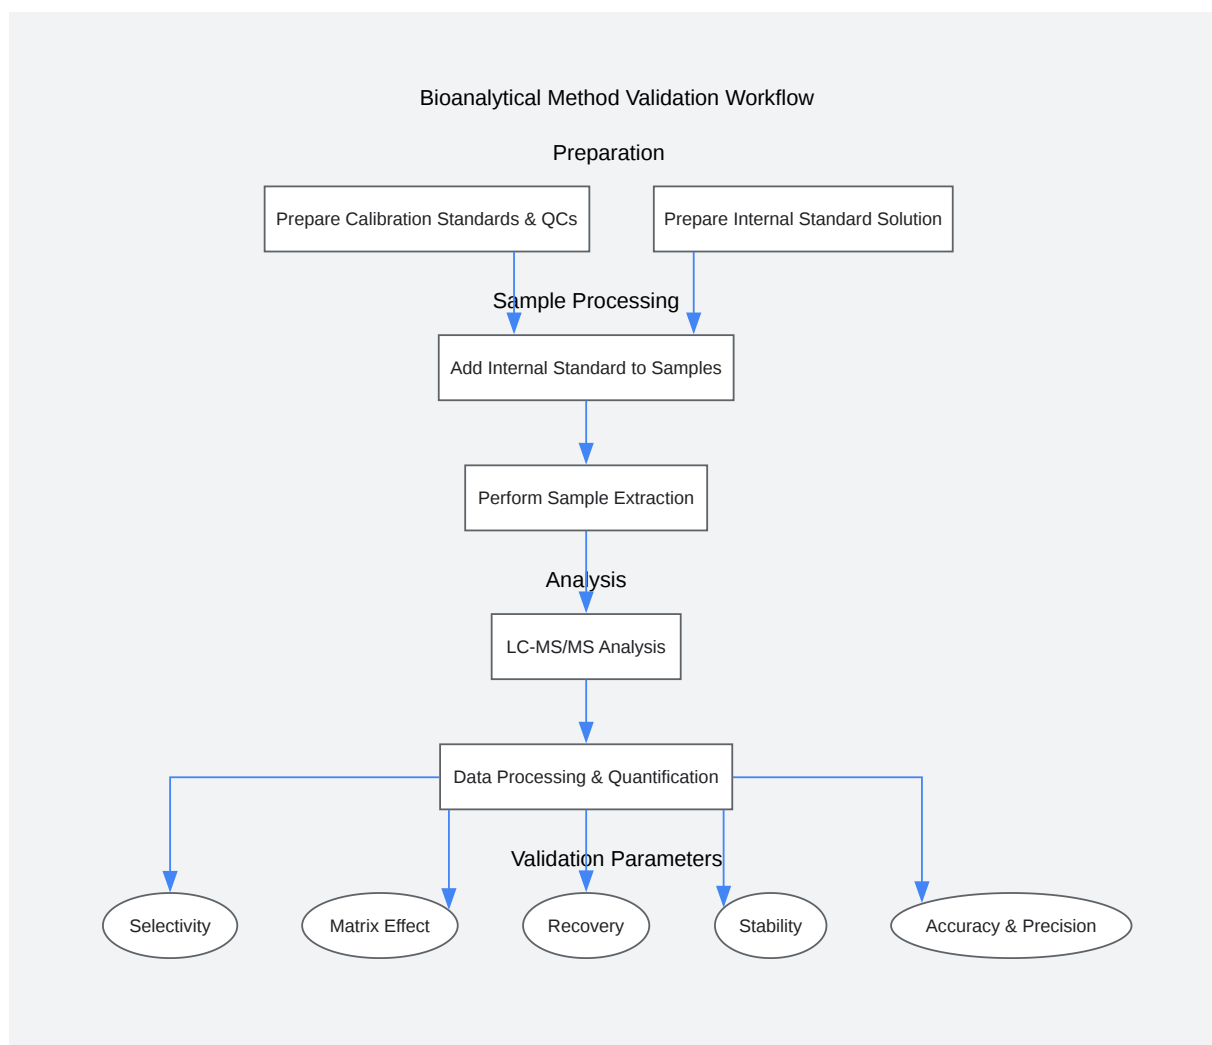 Bioanalytical Method Validation Workflow
Preparation
Prepare Calibration Standards & QCs
Prepare Internal Standard Solution
Sample Processing
Add Internal Standard to Samples
Perform Sample Extraction
Analysis
LC-MS/MS Analysis
Data Processing & Quantification
Validation Parameters
Selectivity
Matrix Effect
Recovery
Stability
Accuracy & Precision